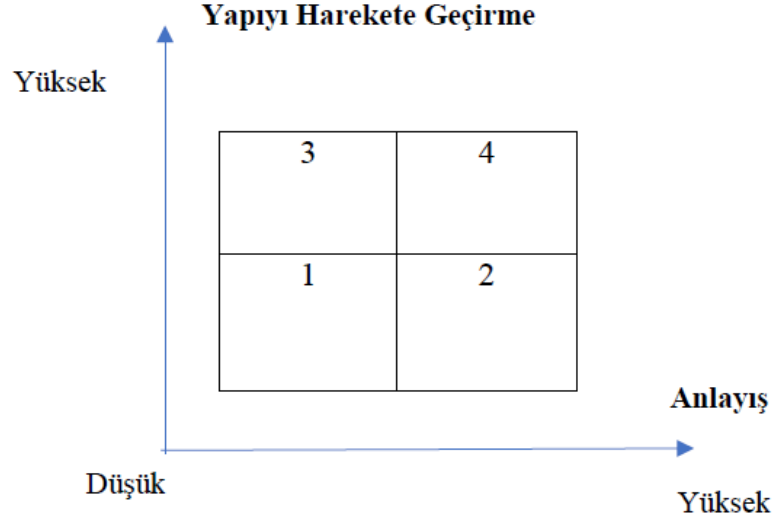 Yapıyı Harekete Geçirme
Yüksek
3 4
1 2
Anlayış
Düşük
Yüksek